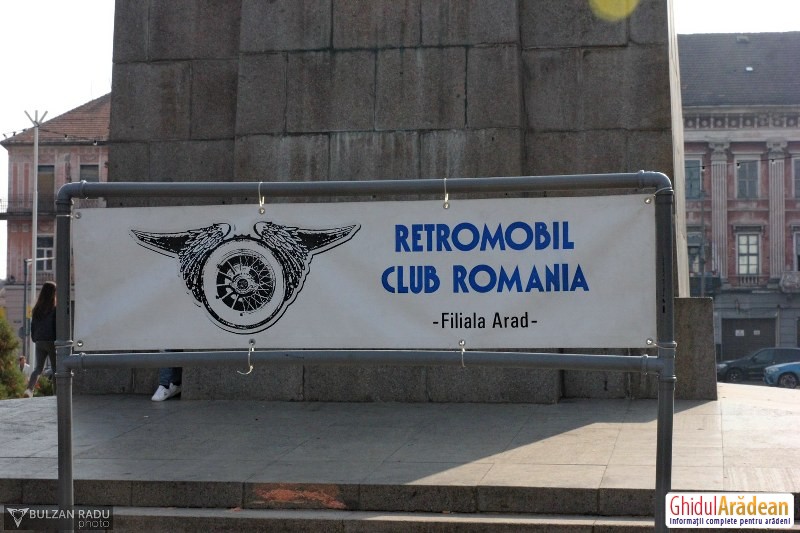 RETROMOBIL
CLUB ROMANIA
-Filiala Arad-
BULZAN RADU
photo
GhidulArădean
Informații complete pentru arădeni